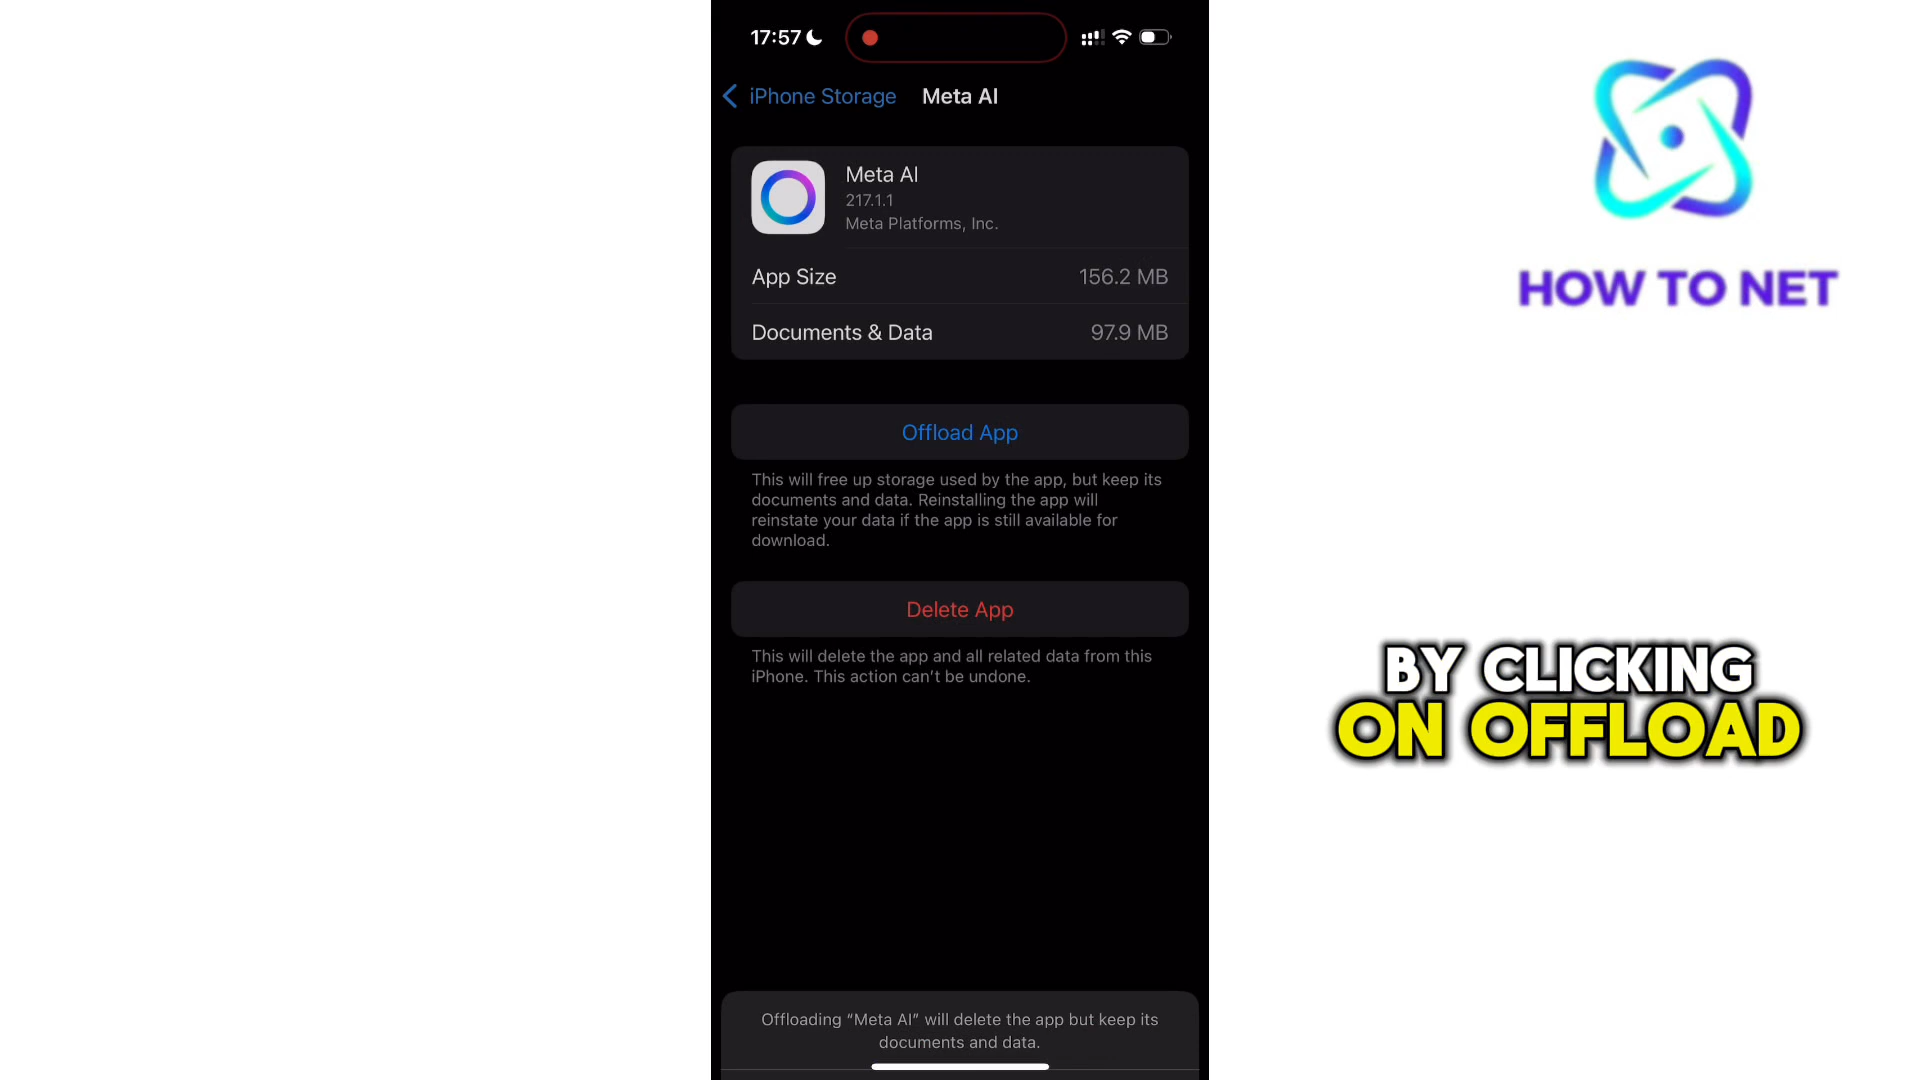 17:57
iPhone Storage
Meta AI
Meta AI
217.1.1
Meta Platforms, Inc.
App Size
156.2 MB
Documents & Data
97.9 MB
Offload App
This will free up storage used by the app, but keep its
documents and data. Reinstalling the app will
reinstate your data if the app is still available for
download.
Delete App
This will delete the app and all related data from this
iPhone. This action can't be undone.
Offloading “Meta AI” will delete the app but keep its
documents and data.
HOW TO NET
BY CLICKING
ON OFFLOAD